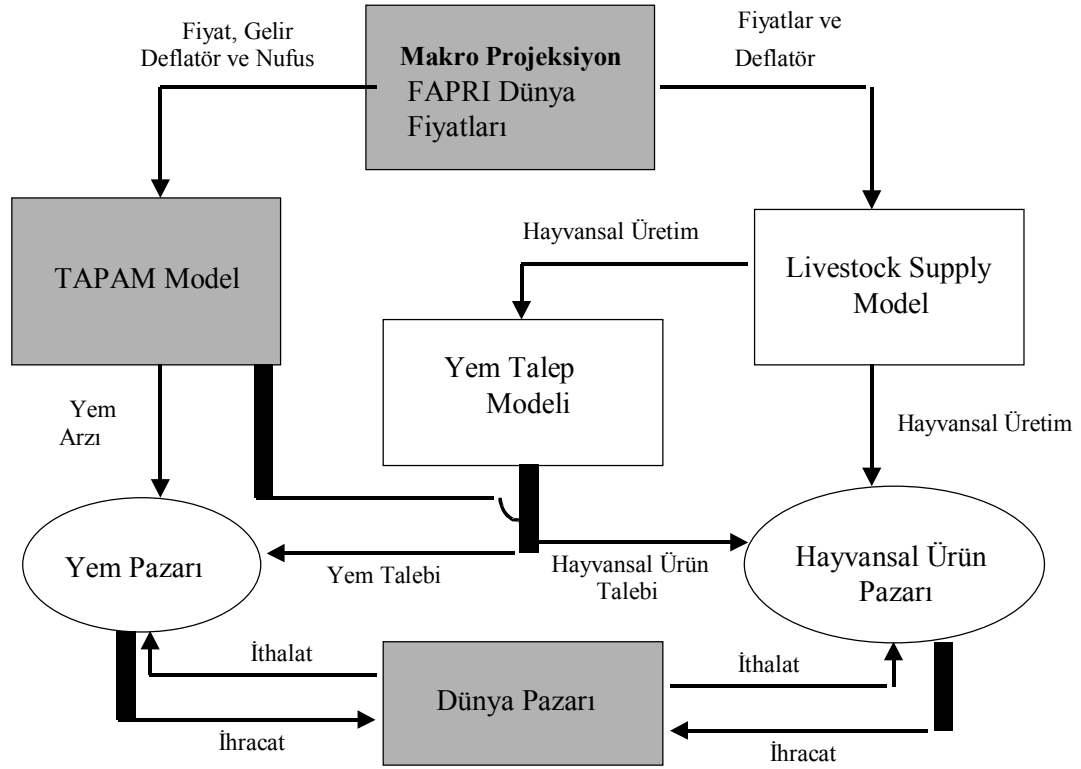 Fiyat, Gelir
Deflatör ve Nufus
Makro Projeksiyon
FAPRI Dünya
Fiyatları
Fiyatlar ve
Deflatör
TAPAM Model
Hayvansal Üretim
Livestock Supply
Model
Yem Talep
Modeli
Yem
Arzı
Hayvansal Üretim
Yem Pazarı
Yem Talebi
Hayvansal Ürün
Talebi
Hayvansal Ürün
Pazarı
İthalat
İthalat
Dünya Pazarı
İhracat
İhracat